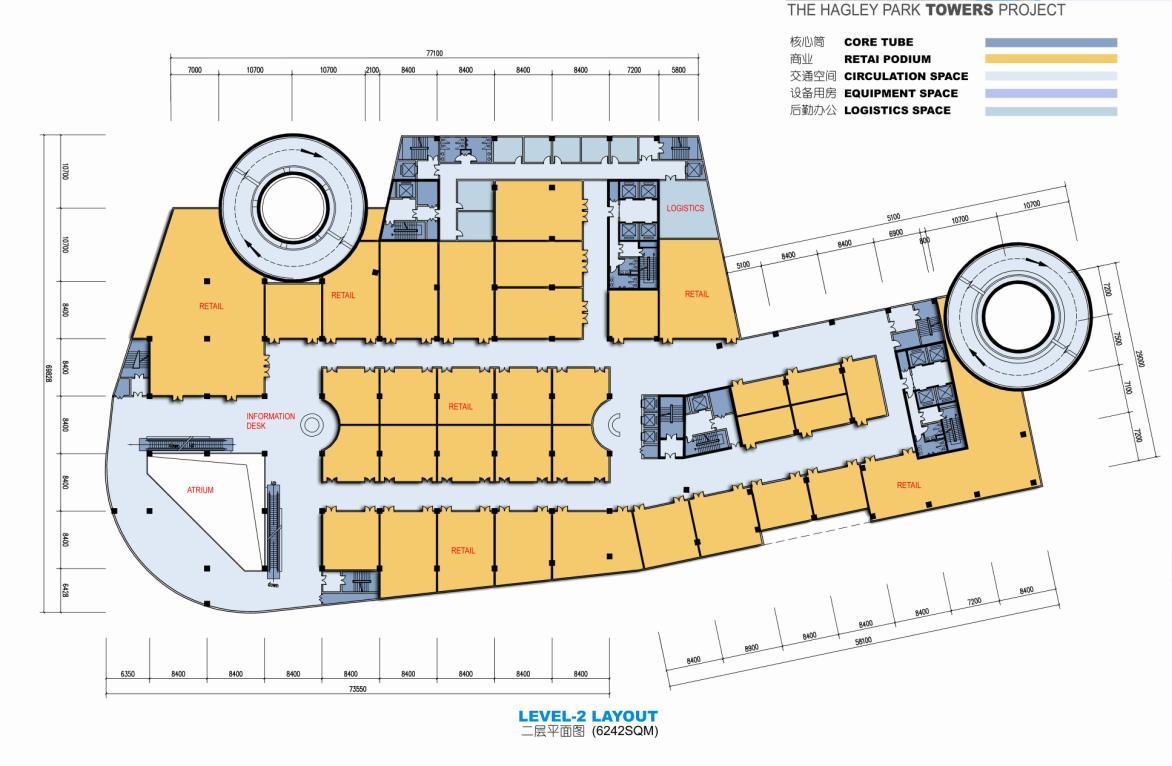 THE HAGLEY PARK TOWERS PROJECT
核心筒 CORE TUBE
商业 RETAI PODIUM
交通空间 CIRCULATION SPACE
设备用房 EQUIPMENT SPACE
后勤办公 LOGISTICS SPACE
77100
7000 10700 10700 2100 8400 8400 8400 8400 7200 5800
10700
10700
8400
8400
8400
8400
8400
6428
69828
5100 10700
5100 8400 8400 6900 800 10700
7200
7500
7100
7200
29000
LOGISTICS
RETAIL
RETAIL
RETAIL
RETAIL
INFORMATION
DESK
ATRIUM
RETAIL
RETAIL
down
6350 8400 8400 8400 8400 8400 8400 8400 8400
73550
8400 8900 8400 8400 8400 7200 8400
58100
LEVEL-2 LAYOUT
二层平面图 (6242SQM)